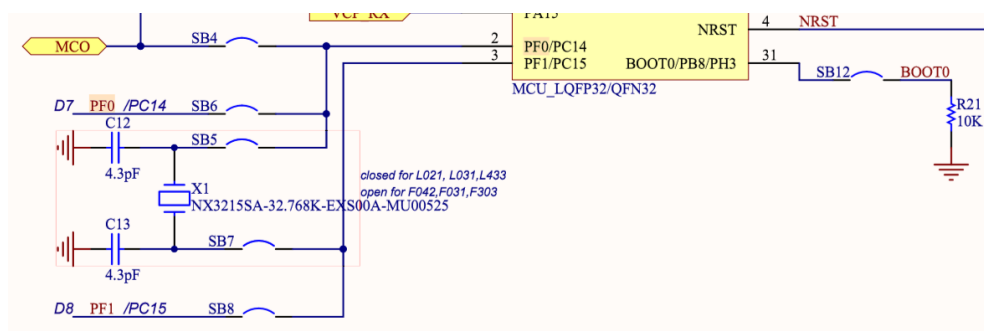 VCP_RX
PA15
MCO
SB4
2
PF0/PC14
NRST
4
NRST
3
PF1/PC15
BOOT0/PB8/PH3
31
SB12
BOOT0
MCU_LQFP32/QFN32
D7 PF0 /PC14
SB6
R21
10K
C12
SB5
4.3pF
closed for L021, L031,L433
open for F042,F031,F303
X1
NX3215SA-32.768K-EXS00A-MU00525
C13
SB7
4.3pF
D8 PF1 /PC15
SB8